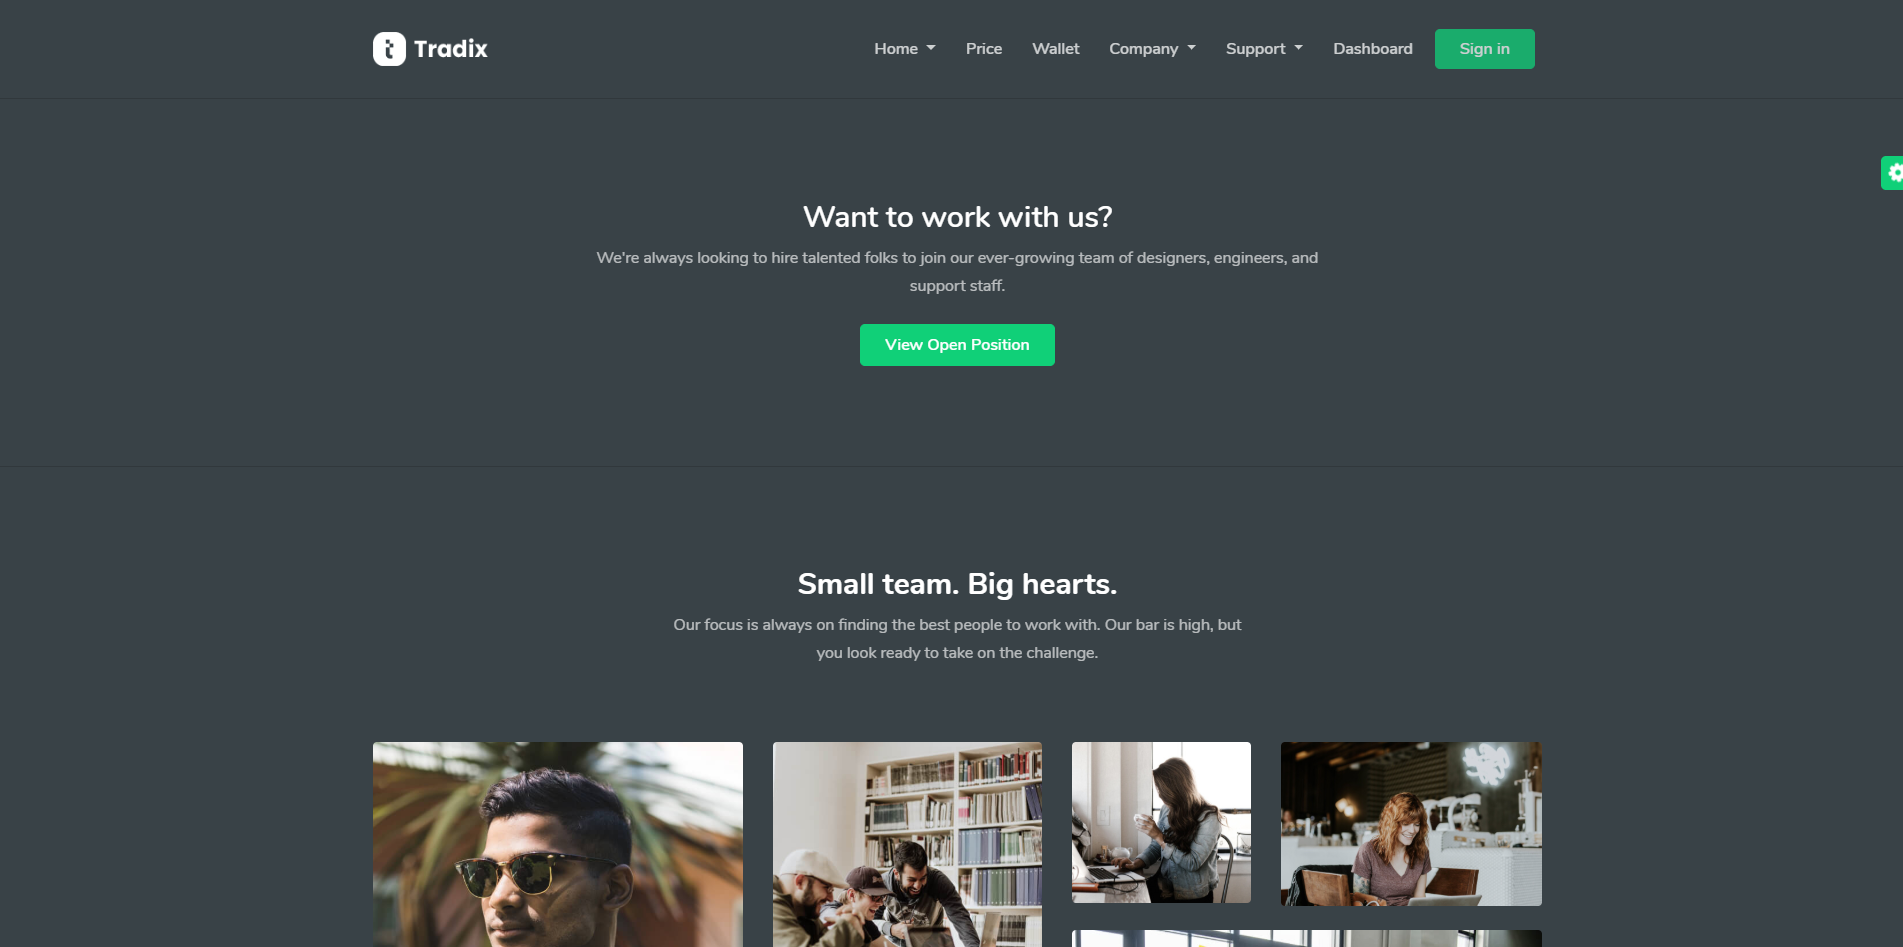 Tradix
Home
Price
Wallet
Company
Support
Dashboard
Sign in
Want to work with us?
We're always looking to hire talented folks to join our ever-growing team of designers, engineers, and
support staff.
View Open Position
Small team. Big hearts.
Our focus is always on finding the best people to work with. Our bar is high, but
you look ready to take on the challenge.